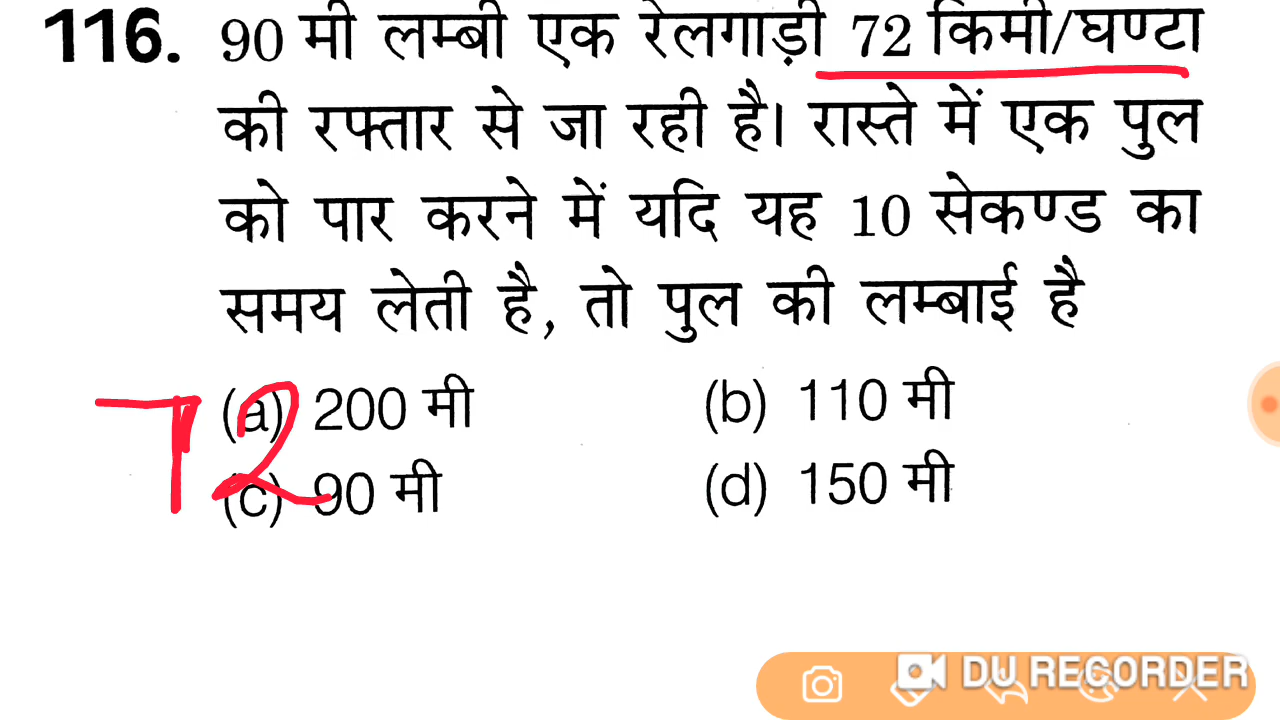 116. 90 मी लम्बी एक रेलगाड़ी 72 किमी/घण्टा
की रफ्तार से जा रही है। रास्ते में एक पुल
को पार करने में यदि यह 10 सेकण्ड का
समय लेती है, तो पुल की लम्बाई है
(a) 200 मी (b) 110 मी
72
(c) 90 मी (d) 150 मी
DU RECORDER